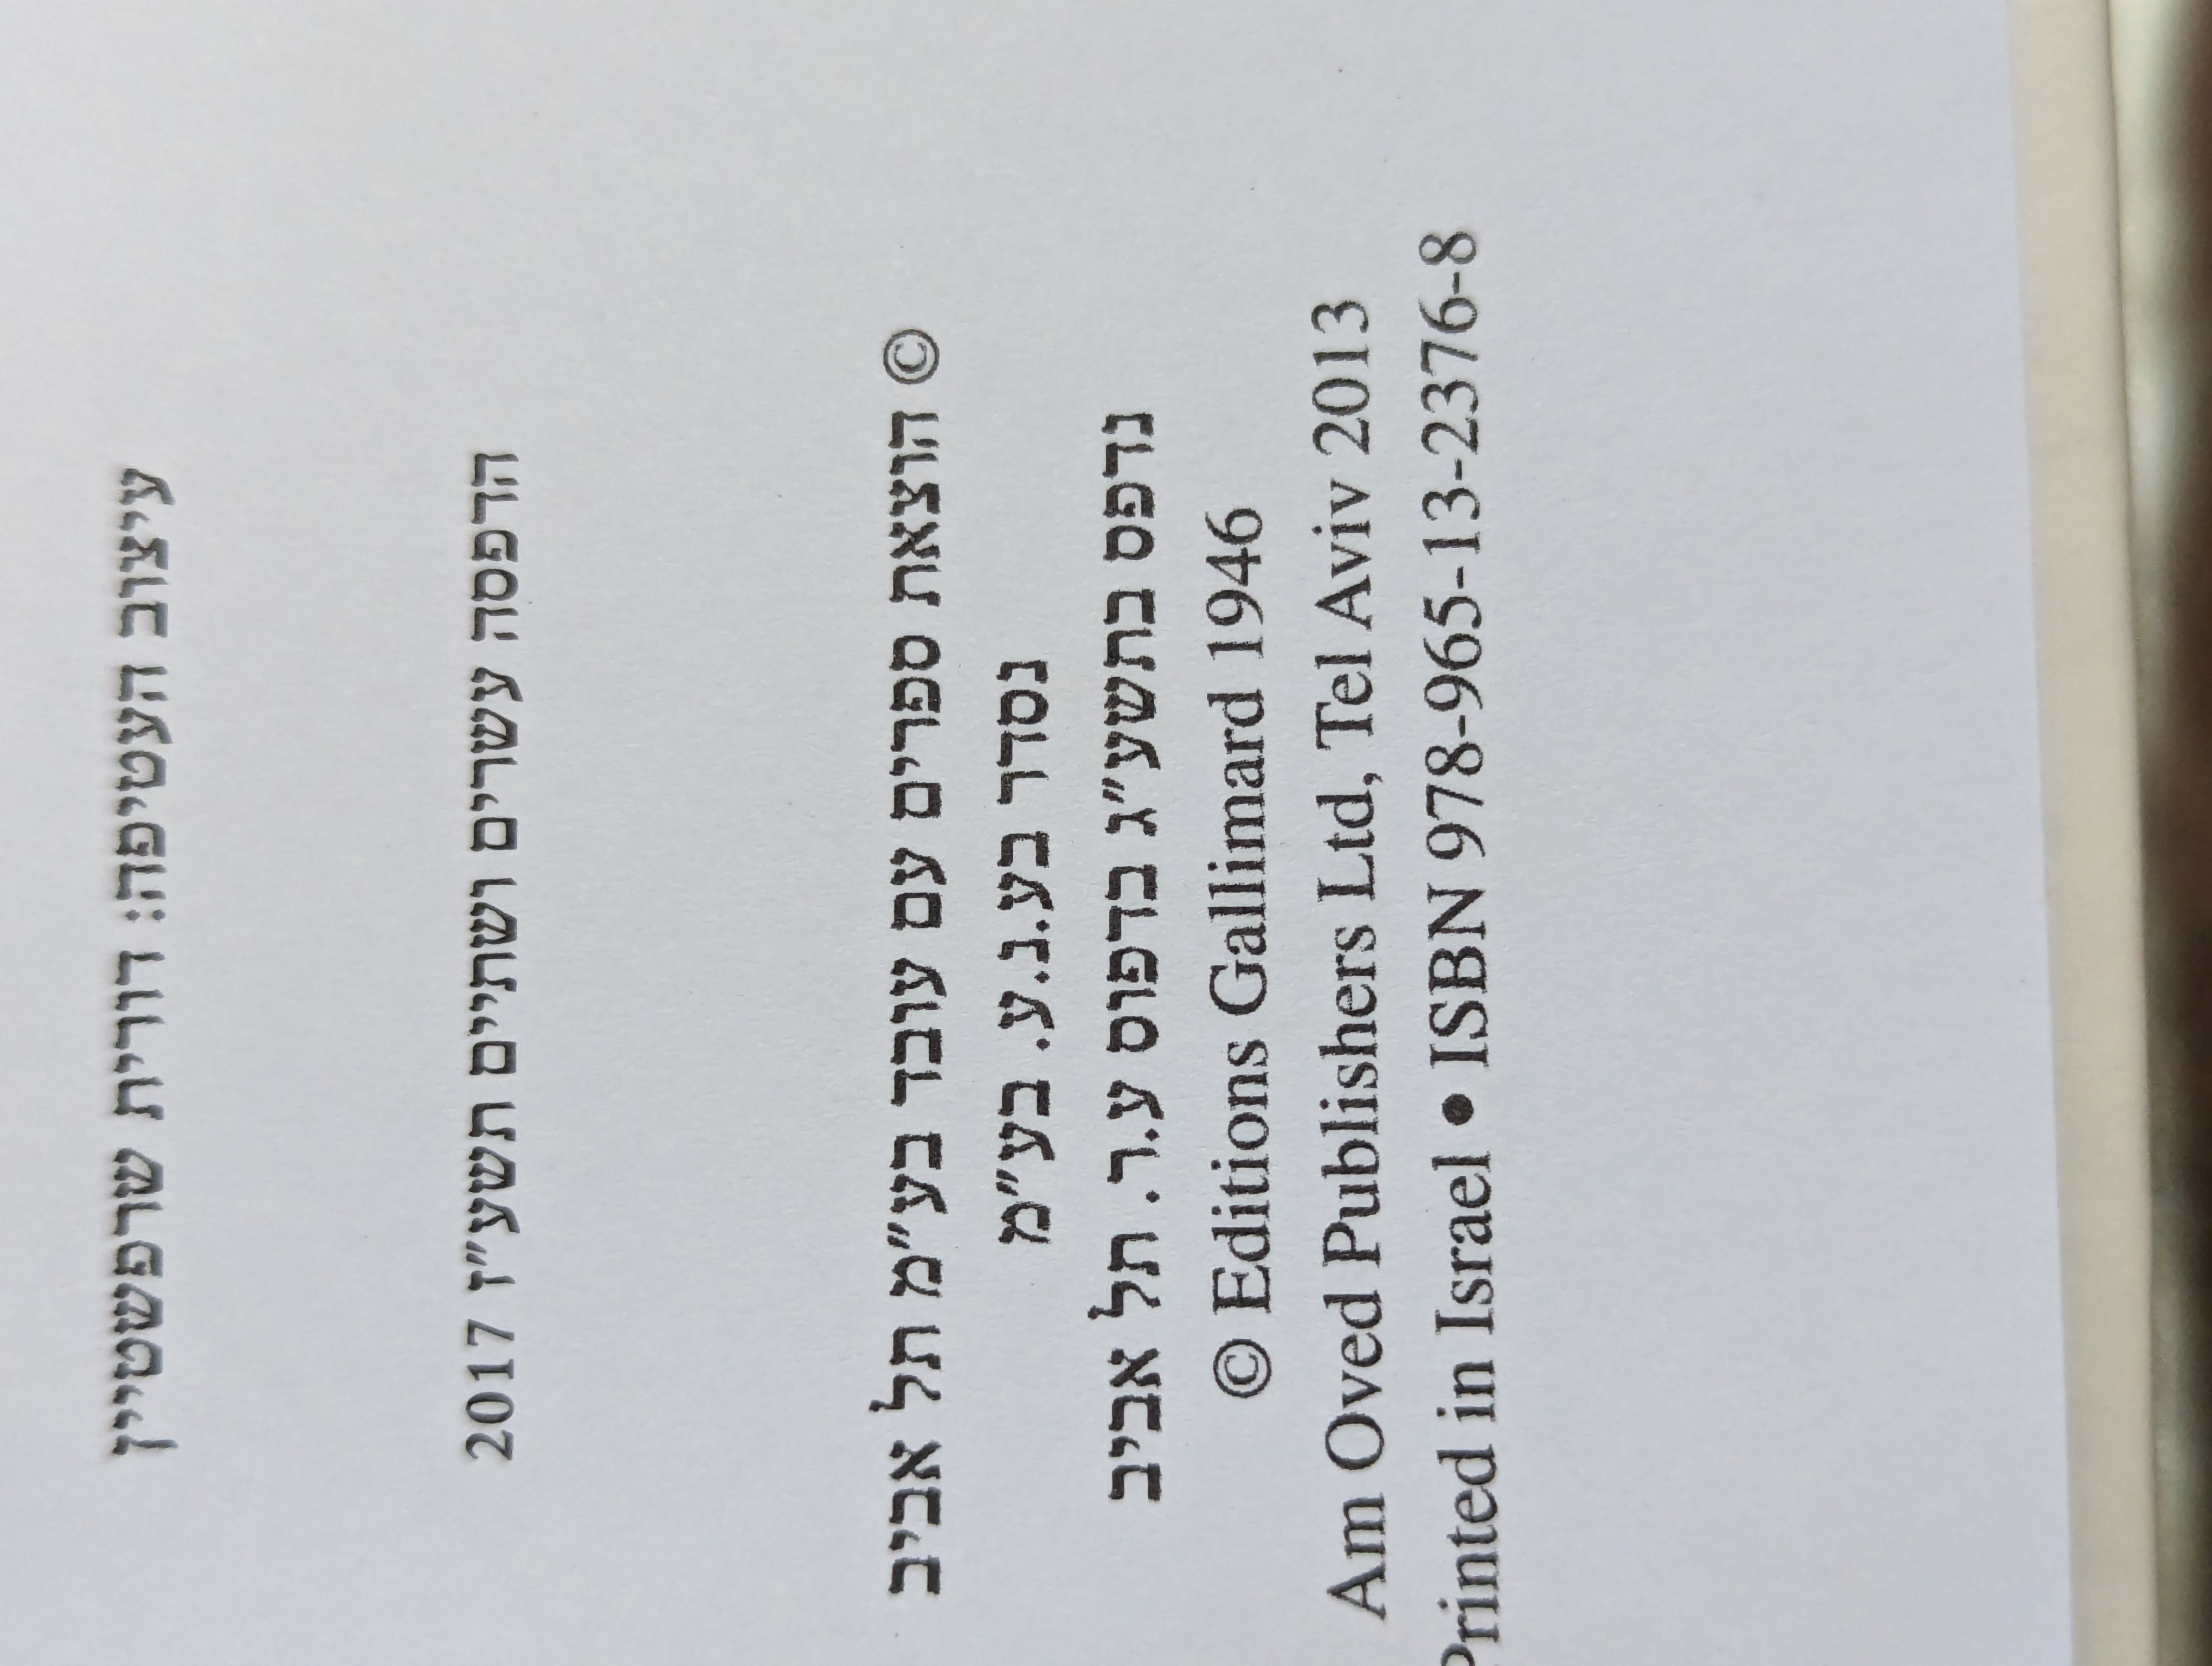 עיצוב העטיפה: דורית שרפשטיין
הדפסה עשרים ושתיים תשע"ז 2017
© הוצאת ספרים עם עובד בע"מ תל אביב
נסדר בע.נ.ע. בע"מ
נדפס בתשע"ג בדפוס ע.ר. תל אביב
© Editions Gallimard 1946
Am Oved Publishers Ltd, Tel Aviv 2013
Printed in Israel • ISBN 978-965-13-2376-8